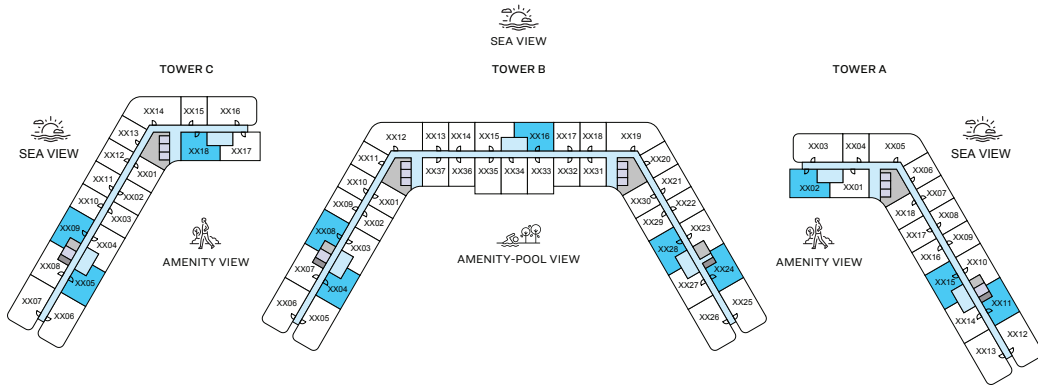 SEA VIEW
TOWER C
TOWER B
TOWER A
SEA VIEW
AMENITY VIEW
AMENITY-POOL VIEW
AMENITY VIEW
SEA VIEW
XX14
XX15
XX16
XX13
XX12
XX11
XX10
XX09
XX08
XX07
XX06
XX05
XX04
XX03
XX02
XX01
XX18
XX17
XX12
XX13
XX14
XX15
XX16
XX17
XX18
XX19
XX11
XX10
XX09
XX08
XX07
XX06
XX05
XX04
XX03
XX02
XX01
XX37
XX36
XX35
XX34
XX33
XX32
XX31
XX20
XX21
XX22
XX23
XX24
XX25
XX26
XX27
XX28
XX29
XX30
XX03
XX04
XX05
XX02
XX01
XX06
XX07
XX08
XX09
XX10
XX11
XX12
XX13
XX14
XX15
XX16
XX17
XX18